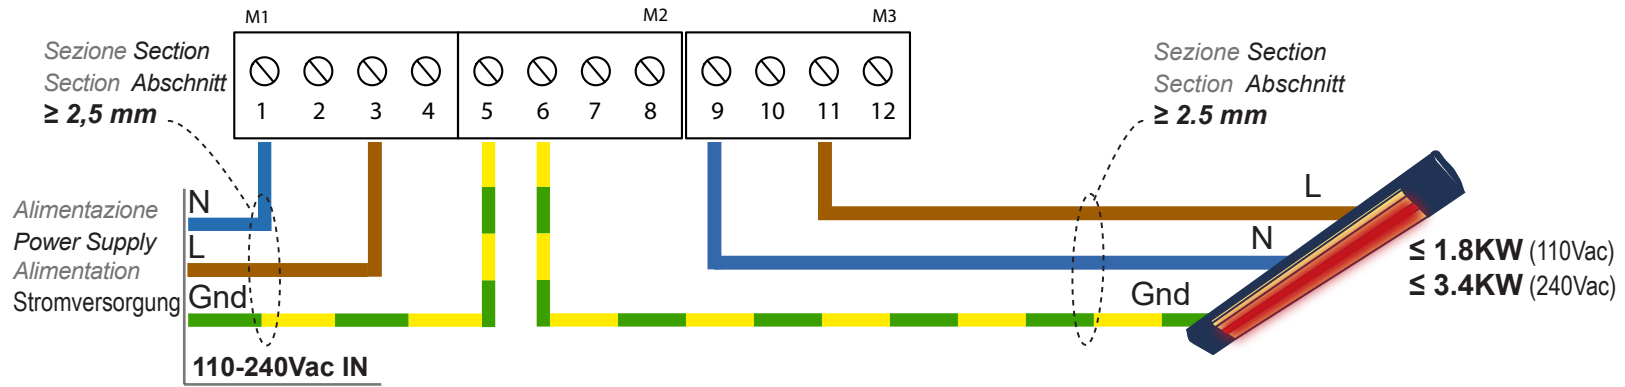 M1
M2
M3
Sezione Section
Section Abschnitt
≥ 2,5 mm
1 2 3 4 5 6 7 8 9 10 11 12
Sezione Section
Section Abschnitt
≥ 2.5 mm
Alimentazione
Power Supply
Alimentation
Stromversorgung
N
L
Gnd
110-240Vac IN
L
N
Gnd
≤ 1.8KW (110Vac)
≤ 3.4KW (240Vac)